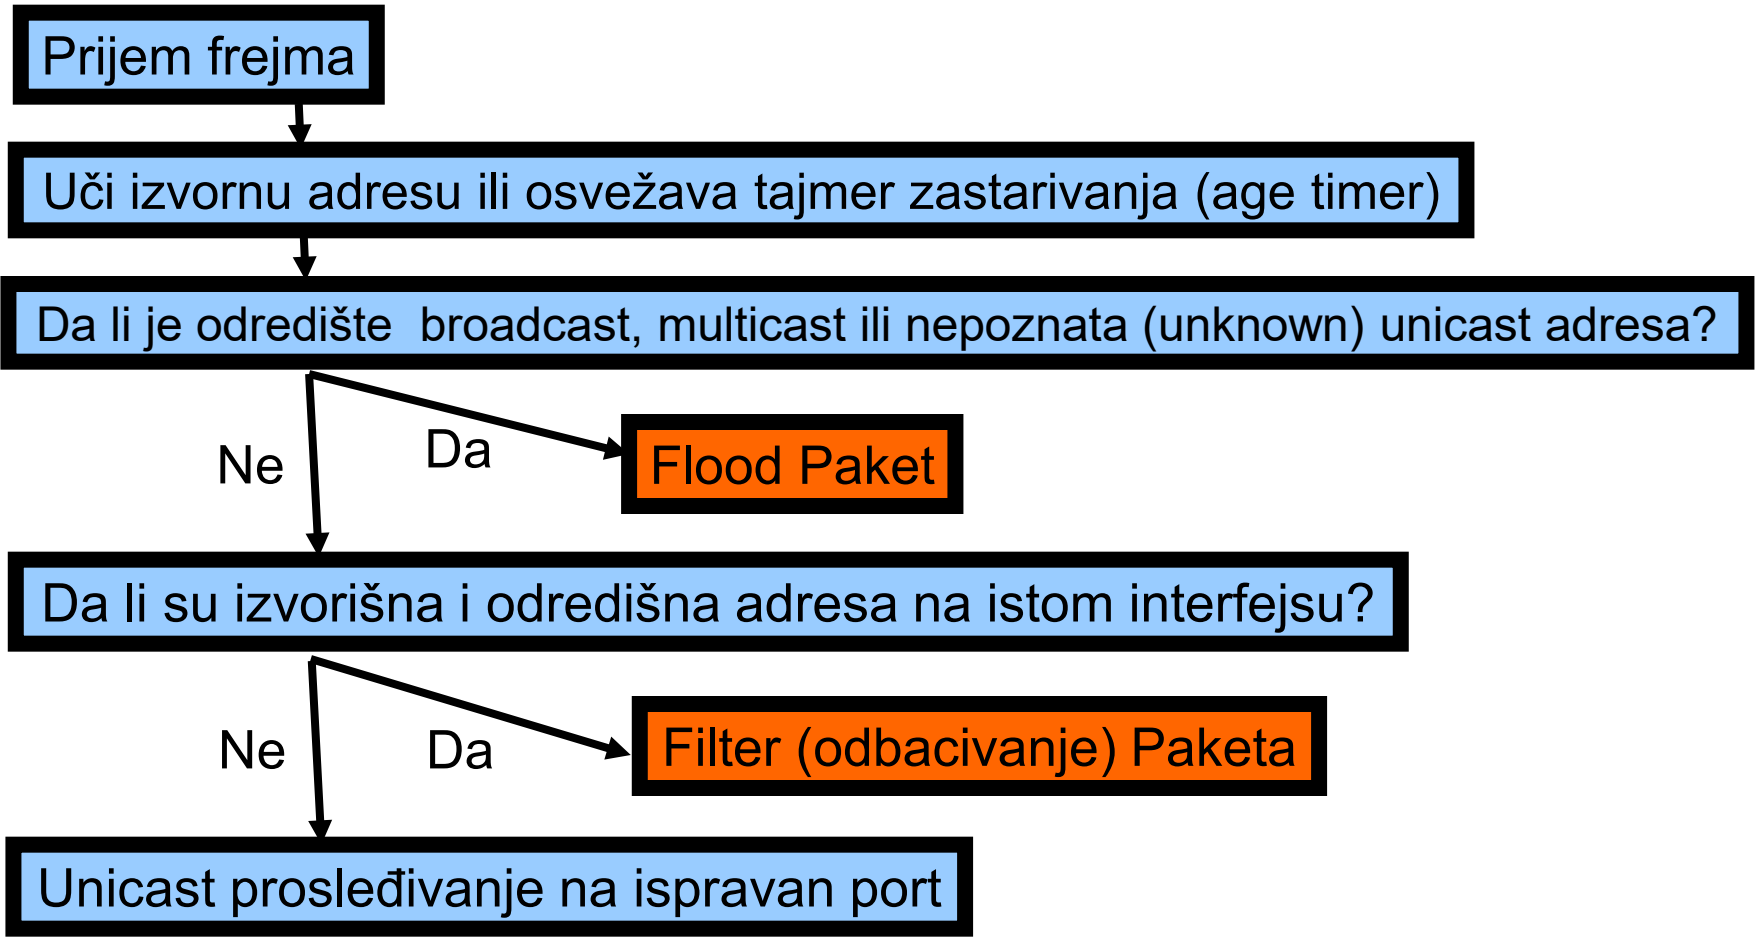 Prijem frejma
Uči izvornu adresu ili osvežava tajmer zastarivanja (age timer)
Da li je odredište  broadcast, multicast ili nepoznata (unknown) unicast adresa?
Ne
Da
Flood Paket
Da li su izvorišna i odredišna adresa na istom interfejsu?
Ne
Da
Filter (odbacivanje) Paketa
Unicast prosleđivanje na ispravan port